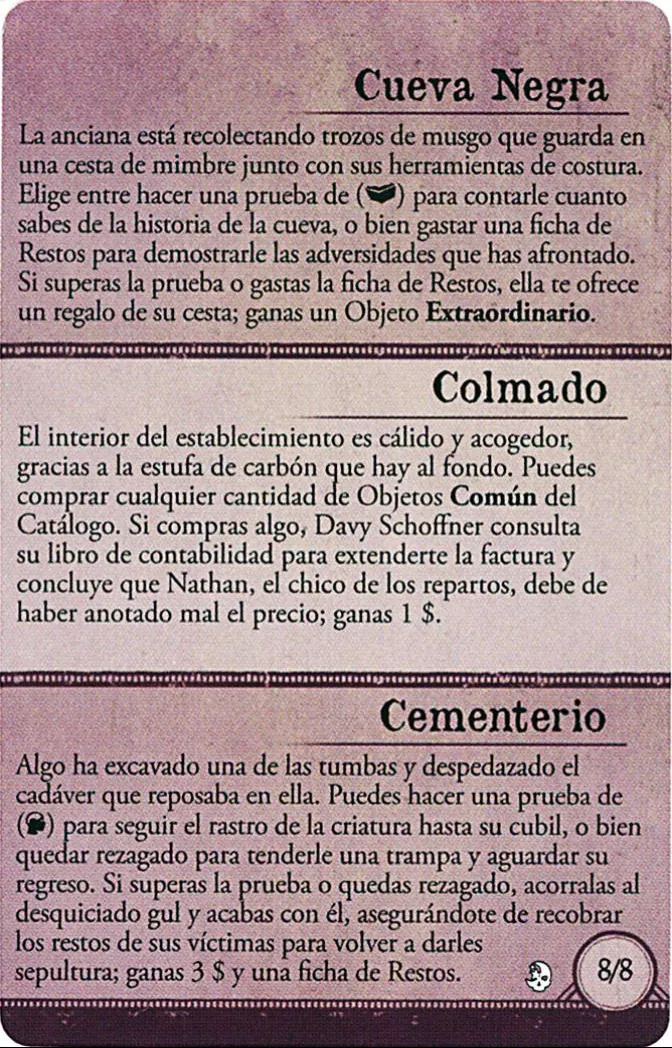 Cueva Negra
La anciana está recolectando trozos de musgo que guarda en
una cesta de mimbre junto con sus herramientas de costura.
Elige entre hacer una prueba de () para contarle cuanto
sabes de la historia de la cueva, o bien gastar una ficha de
Restos para demostrarle las adversidades que has afrontado.
Si superas la prueba o gastas la ficha de Restos, ella te ofrece
un regalo de su cesta; ganas un Objeto Extraordinario.
Colmado
El interior del establecimiento es cálido y acogedor,
gracias a la estufa de carbón que hay al fondo. Puedes
comprar cualquier cantidad de Objetos Común del
Catálogo. Si compras algo, Davy Schoffner consulta
su libro de contabilidad para extenderte la factura y
concluye que Nathan, el chico de los repartos, debe de
haber anotado mal el precio; ganas 1 $.
Cementerio
Algo ha excavado una de las tumbas y despedazado el
cadáver que reposaba en ella. Puedes hacer una prueba de
() para seguir el rastro de la criatura hasta su cubil, o bien
quedar rezagado para tenderle una trampa y aguardar su
regreso. Si superas la prueba o quedas rezagado, acorralas al
desquiciado gul y acabas con él, asegurándote de recobrar
los restos de sus víctimas para volver a darles
sepultura; ganas 3 $ y una ficha de Restos.
8/8